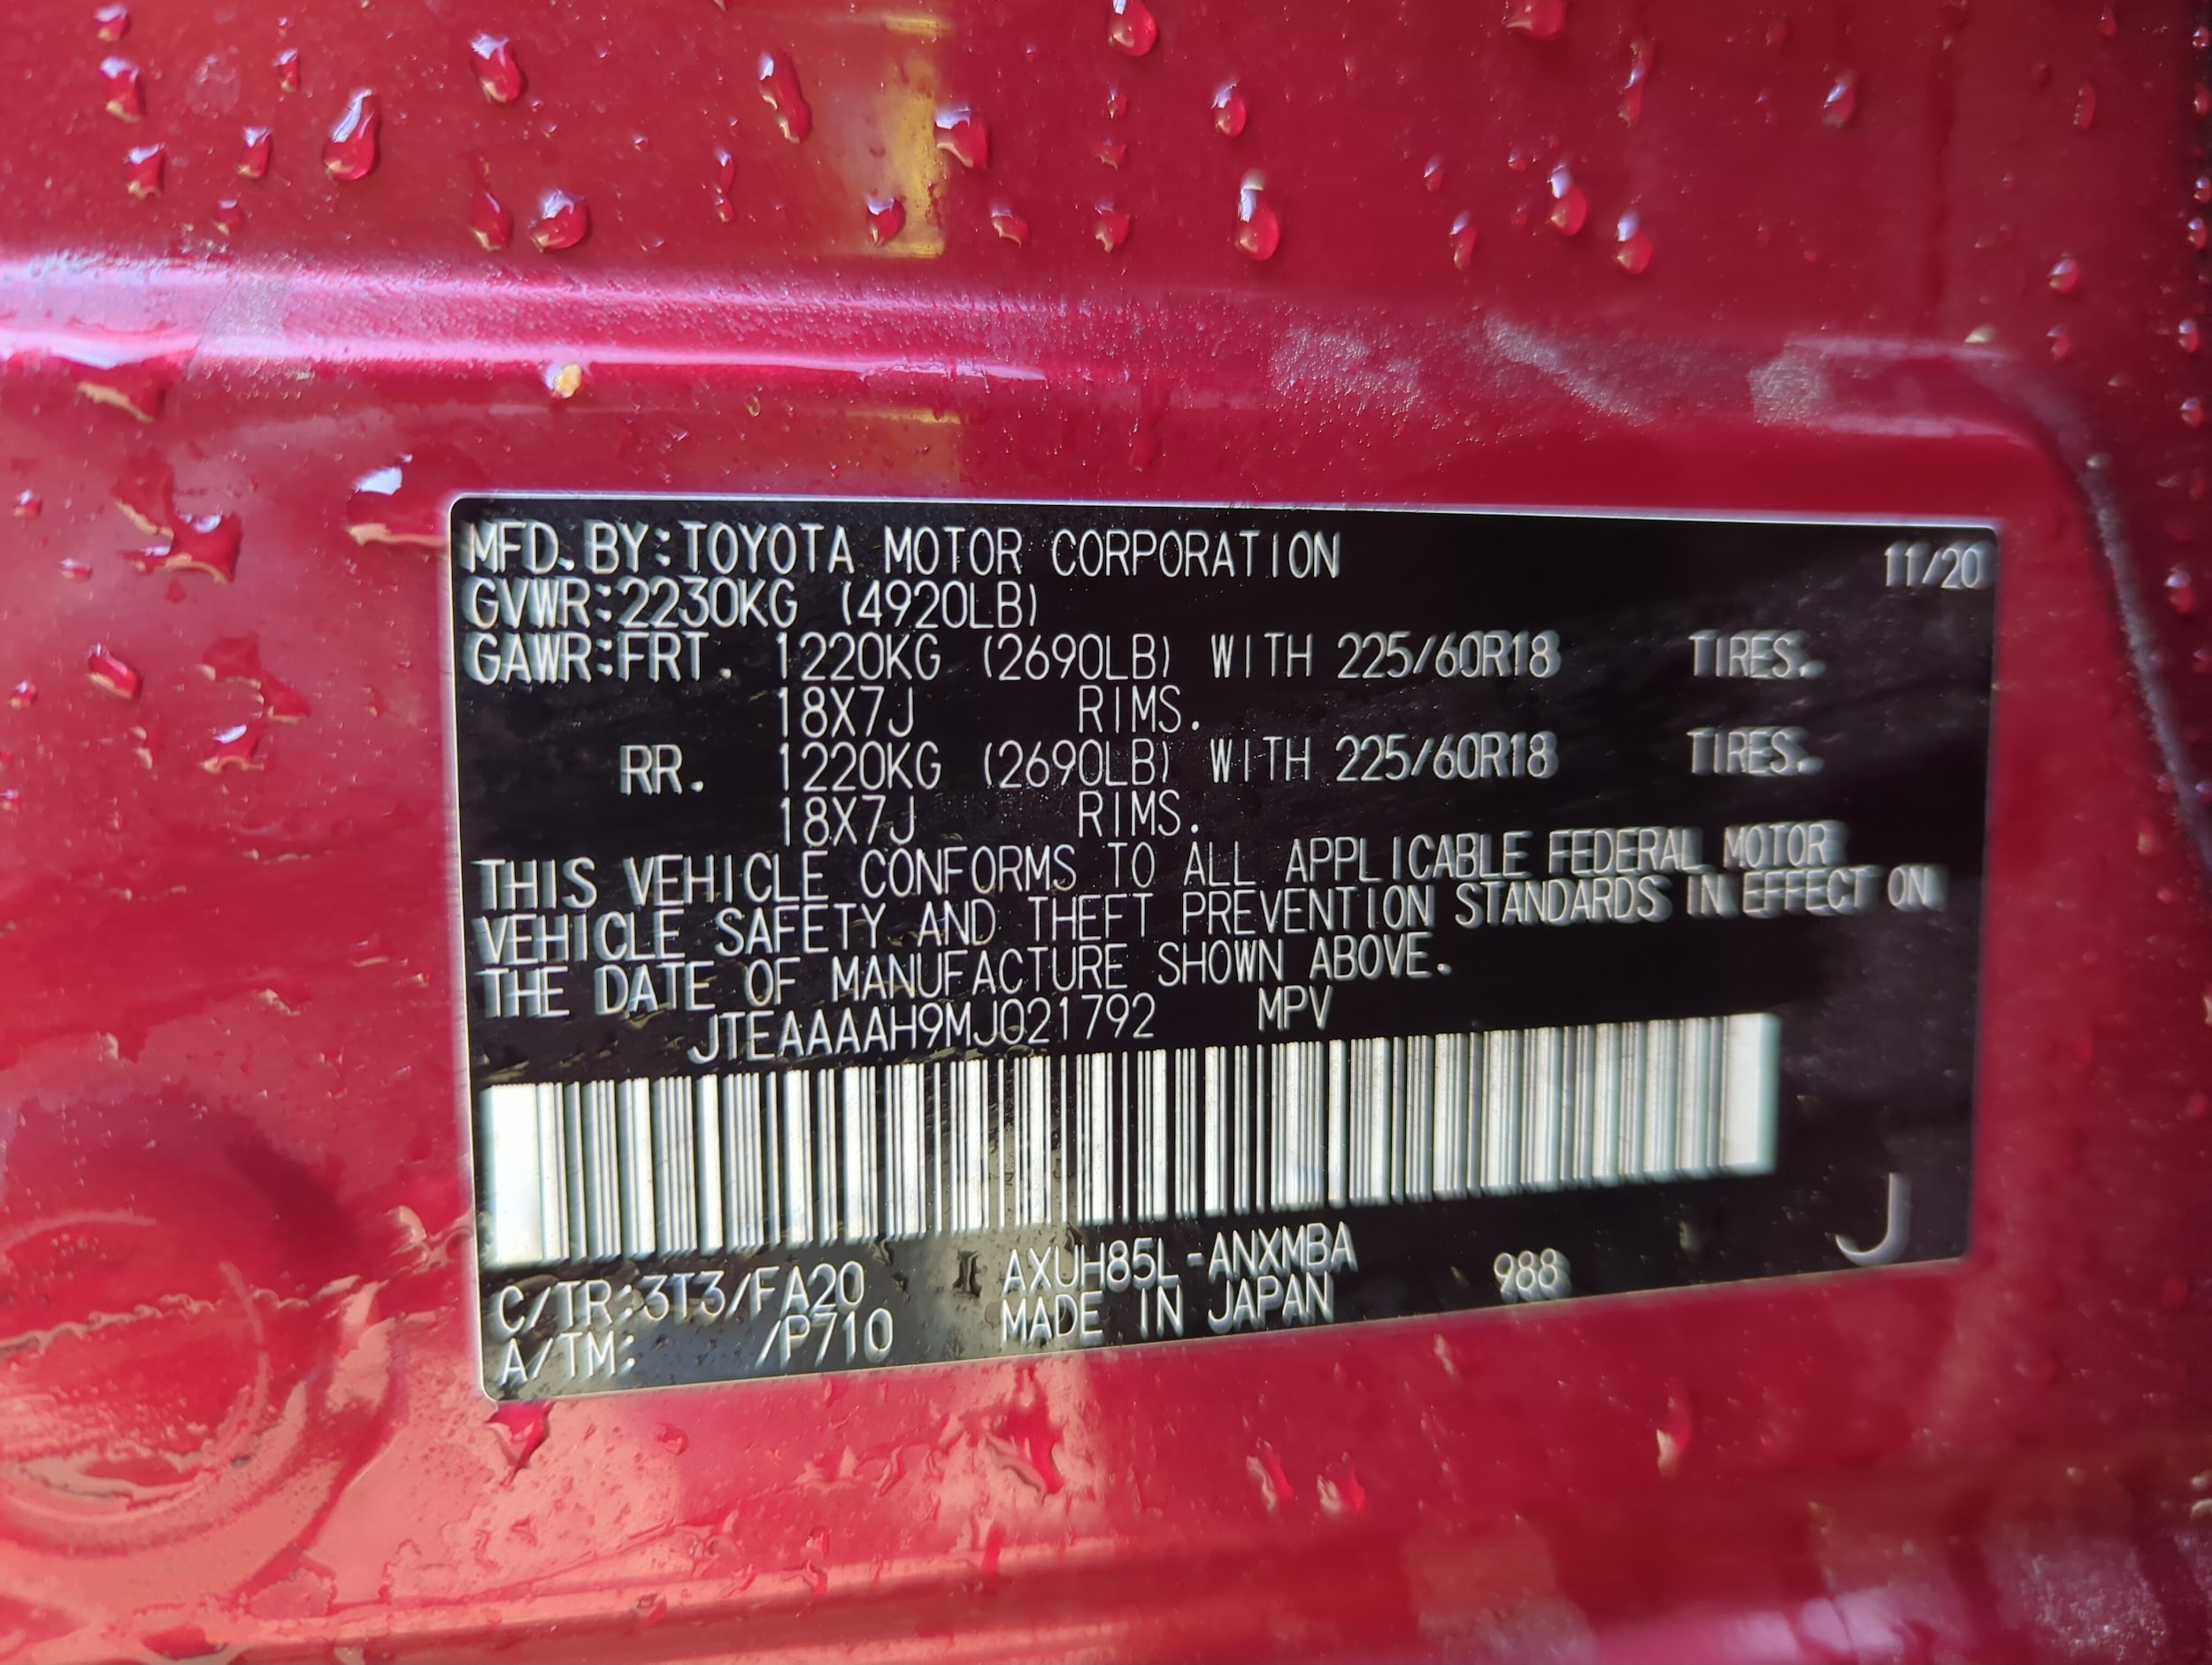 MFD. BY: TOYOTA MOTOR CORPORATION 11/20
GVWR: 2230KG (4920LB)
GAWR: FRT. 1220KG (2690LB) WITH 225/60R18 TIRES.
18X7J RIMS.
RR. 1220KG (2690LB) WITH 225/60R18 TIRES.
18X7J RIMS.
THIS VEHICLE CONFORMS TO ALL APPLICABLE FEDERAL MOTOR
VEHICLE SAFETY AND THEFT PREVENTION STANDARDS IN EFFECT ON
THE DATE OF MANUFACTURE SHOWN ABOVE.
JTEAAAAH9MJ021792 MPV
C/TR: 3T3/FA20 AXUH85L-ANXMBA 988 J
A/TM: /P710 MADE IN JAPAN